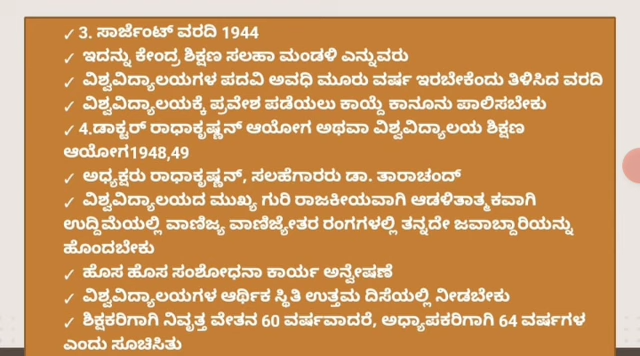 ✓ 3. ಸಾರ್ಜೆಂಟ್ ವರದಿ 1944
✓ ಇದನ್ನು ಕೇಂದ್ರ ಶಿಕ್ಷಣ ಸಲಹಾ ಮಂಡಳಿ ಎನ್ನುವರು
✓ ವಿಶ್ವವಿದ್ಯಾಲಯಗಳ ಪದವಿ ಅವಧಿ ಮೂರು ವರ್ಷ ಇರಬೇಕೆಂದು ತಿಳಿಸಿದ ವರದಿ
✓ ವಿಶ್ವವಿದ್ಯಾಲಯಕ್ಕೆ ಪ್ರವೇಶ ಪಡೆಯಲು ಕಾಯ್ದೆ ಕಾನೂನು ಪಾಲಿಸಬೇಕು
✓ 4.ಡಾಕ್ಟರ್ ರಾಧಾಕೃಷ್ಣನ್ ಆಯೋಗ ಅಥವಾ ವಿಶ್ವವಿದ್ಯಾಲಯ ಶಿಕ್ಷಣ
ಆಯೋಗ1948,49
✓ ಅಧ್ಯಕ್ಷರು ರಾಧಾಕೃಷ್ಣನ್, ಸಲಹೆಗಾರರು ಡಾ. ತಾರಾಚಂದ್
✓ ವಿಶ್ವವಿದ್ಯಾಲಯದ ಮುಖ್ಯ ಗುರಿ ರಾಜಕೀಯವಾಗಿ ಆಡಳಿತಾತ್ಮಕವಾಗಿ
ಉದ್ದಿಮೆಯಲ್ಲಿ ವಾಣಿಜ್ಯ ವಾಣಿಜ್ಯೇತರ ರಂಗಗಳಲ್ಲಿ ತನ್ನದೇ ಜವಾಬ್ದಾರಿಯನ್ನು
ಹೊಂದಬೇಕು
✓ ಹೊಸ ಹೊಸ ಸಂಶೋಧನಾ ಕಾರ್ಯ ಅನ್ವೇಷಣೆ
✓ ವಿಶ್ವವಿದ್ಯಾಲಯಗಳ ಆರ್ಥಿಕ ಸ್ಥಿತಿ ಉತ್ತಮ ದಿಸೆಯಲ್ಲಿ ನೀಡಬೇಕು
✓ ಶಿಕ್ಷಕರಿಗಾಗಿ ನಿವೃತ್ತ ವೇತನ 60 ವರ್ಷವಾದರೆ, ಅಧ್ಯಾಪಕರಿಗಾಗಿ 64 ವರ್ಷಗಳ
ಎಂದು ಸೂಚಿಸಿತು